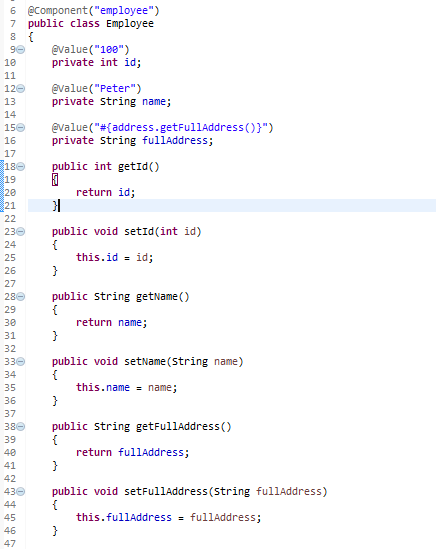 6 @Component("employee")
7 public class Employee
8 {
9 @Value("100")
10 private int id;
11
12 @Value("Peter")
13 private String name;
14
15 @Value("#{address.getFullAddress()}")
16 private String fullAddress;
17
18 public int getId()
19 {
20 return id;
21 }
22
23 public void setId(int id)
24 {
25 this.id = id;
26 }
27
28 public String getName()
29 {
30 return name;
31 }
32
33 public void setName(String name)
34 {
35 this.name = name;
36 }
37
38 public String getFullAddress()
39 {
40 return fullAddress;
41 }
42
43 public void setFullAddress(String fullAddress)
44 {
45 this.fullAddress = fullAddress;
46 }
47